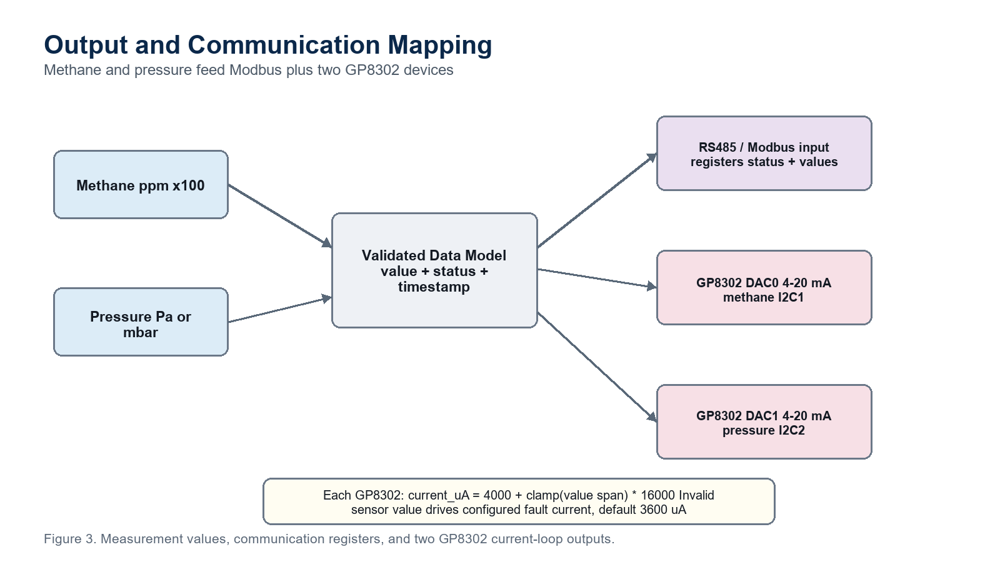 Output and Communication Mapping
Methane and pressure feed Modbus plus two GP8302 devices
RS485 / Modbus input
registers status + values
Methane ppm x100
Validated Data Model
value + status +
timestamp
GP8302 DAC0 4-20 mA
methane I2C1
Pressure Pa or
mbar
GP8302 DAC1 4-20 mA
pressure I2C2
Each GP8302: current_uA = 4000 + clamp(value span) * 16000 Invalid
sensor value drives configured fault current, default 3600 uA
Figure 3. Measurement values, communication registers, and two GP8302 current-loop outputs.